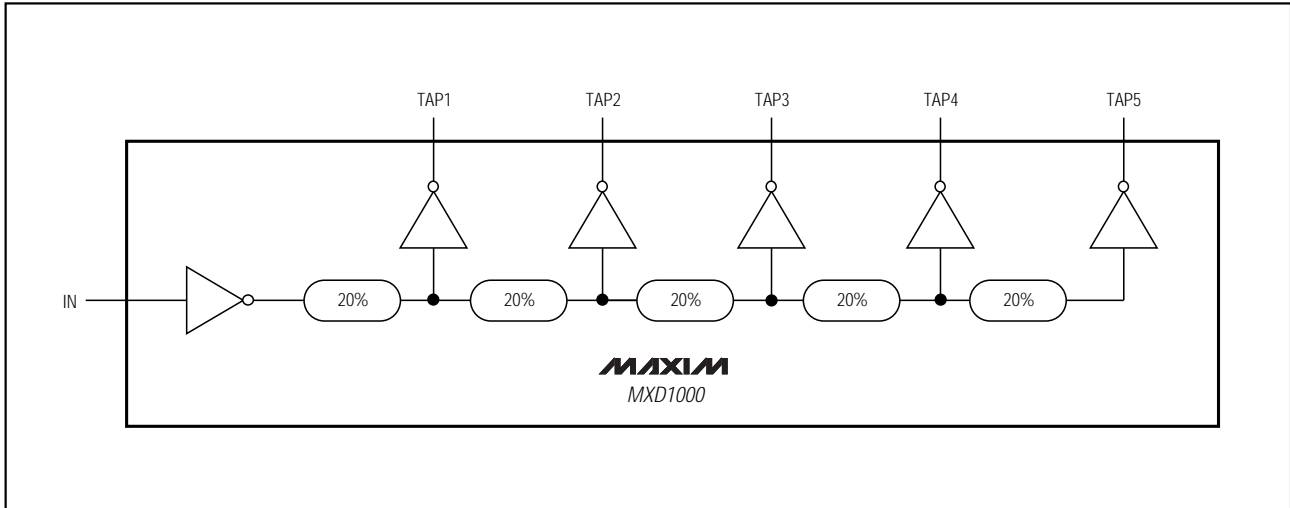 TAP1 TAP2 TAP3 TAP4 TAP5
IN 20% 20% 20% 20% 20%
MAXIM
MXD1000